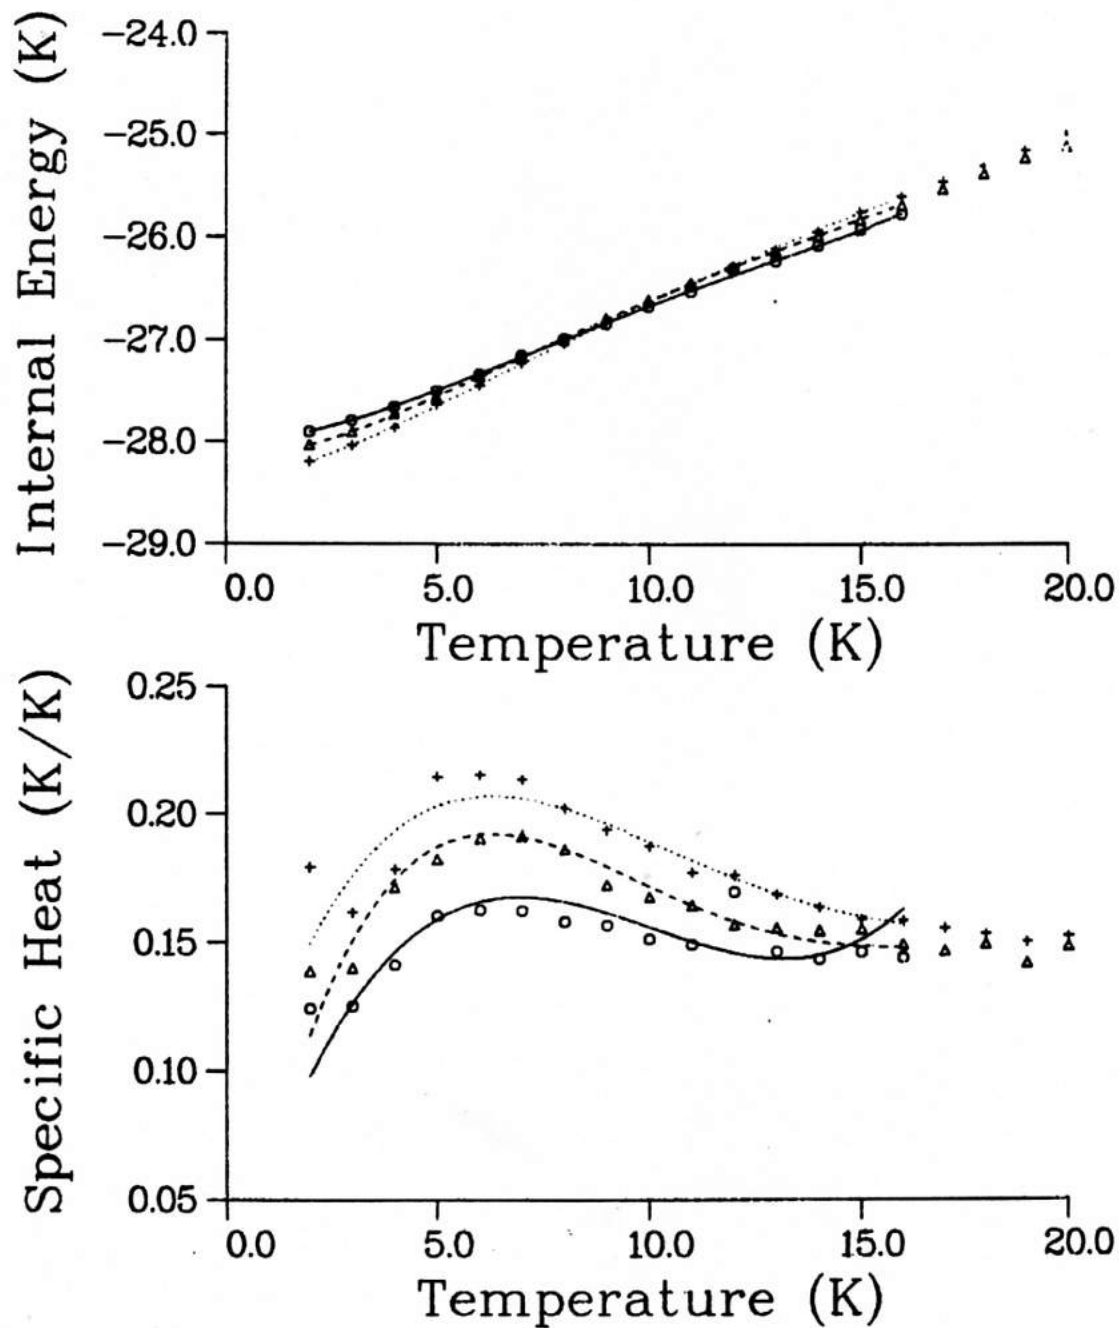 Internal Energy (K)
-24.0
-25.0
-26.0
-27.0
-28.0
-29.0
0.0 5.0 10.0 15.0 20.0
Temperature (K)
Specific Heat (K/K)
0.25
0.20
0.15
0.10
0.05
0.0 5.0 10.0 15.0 20.0
Temperature (K)